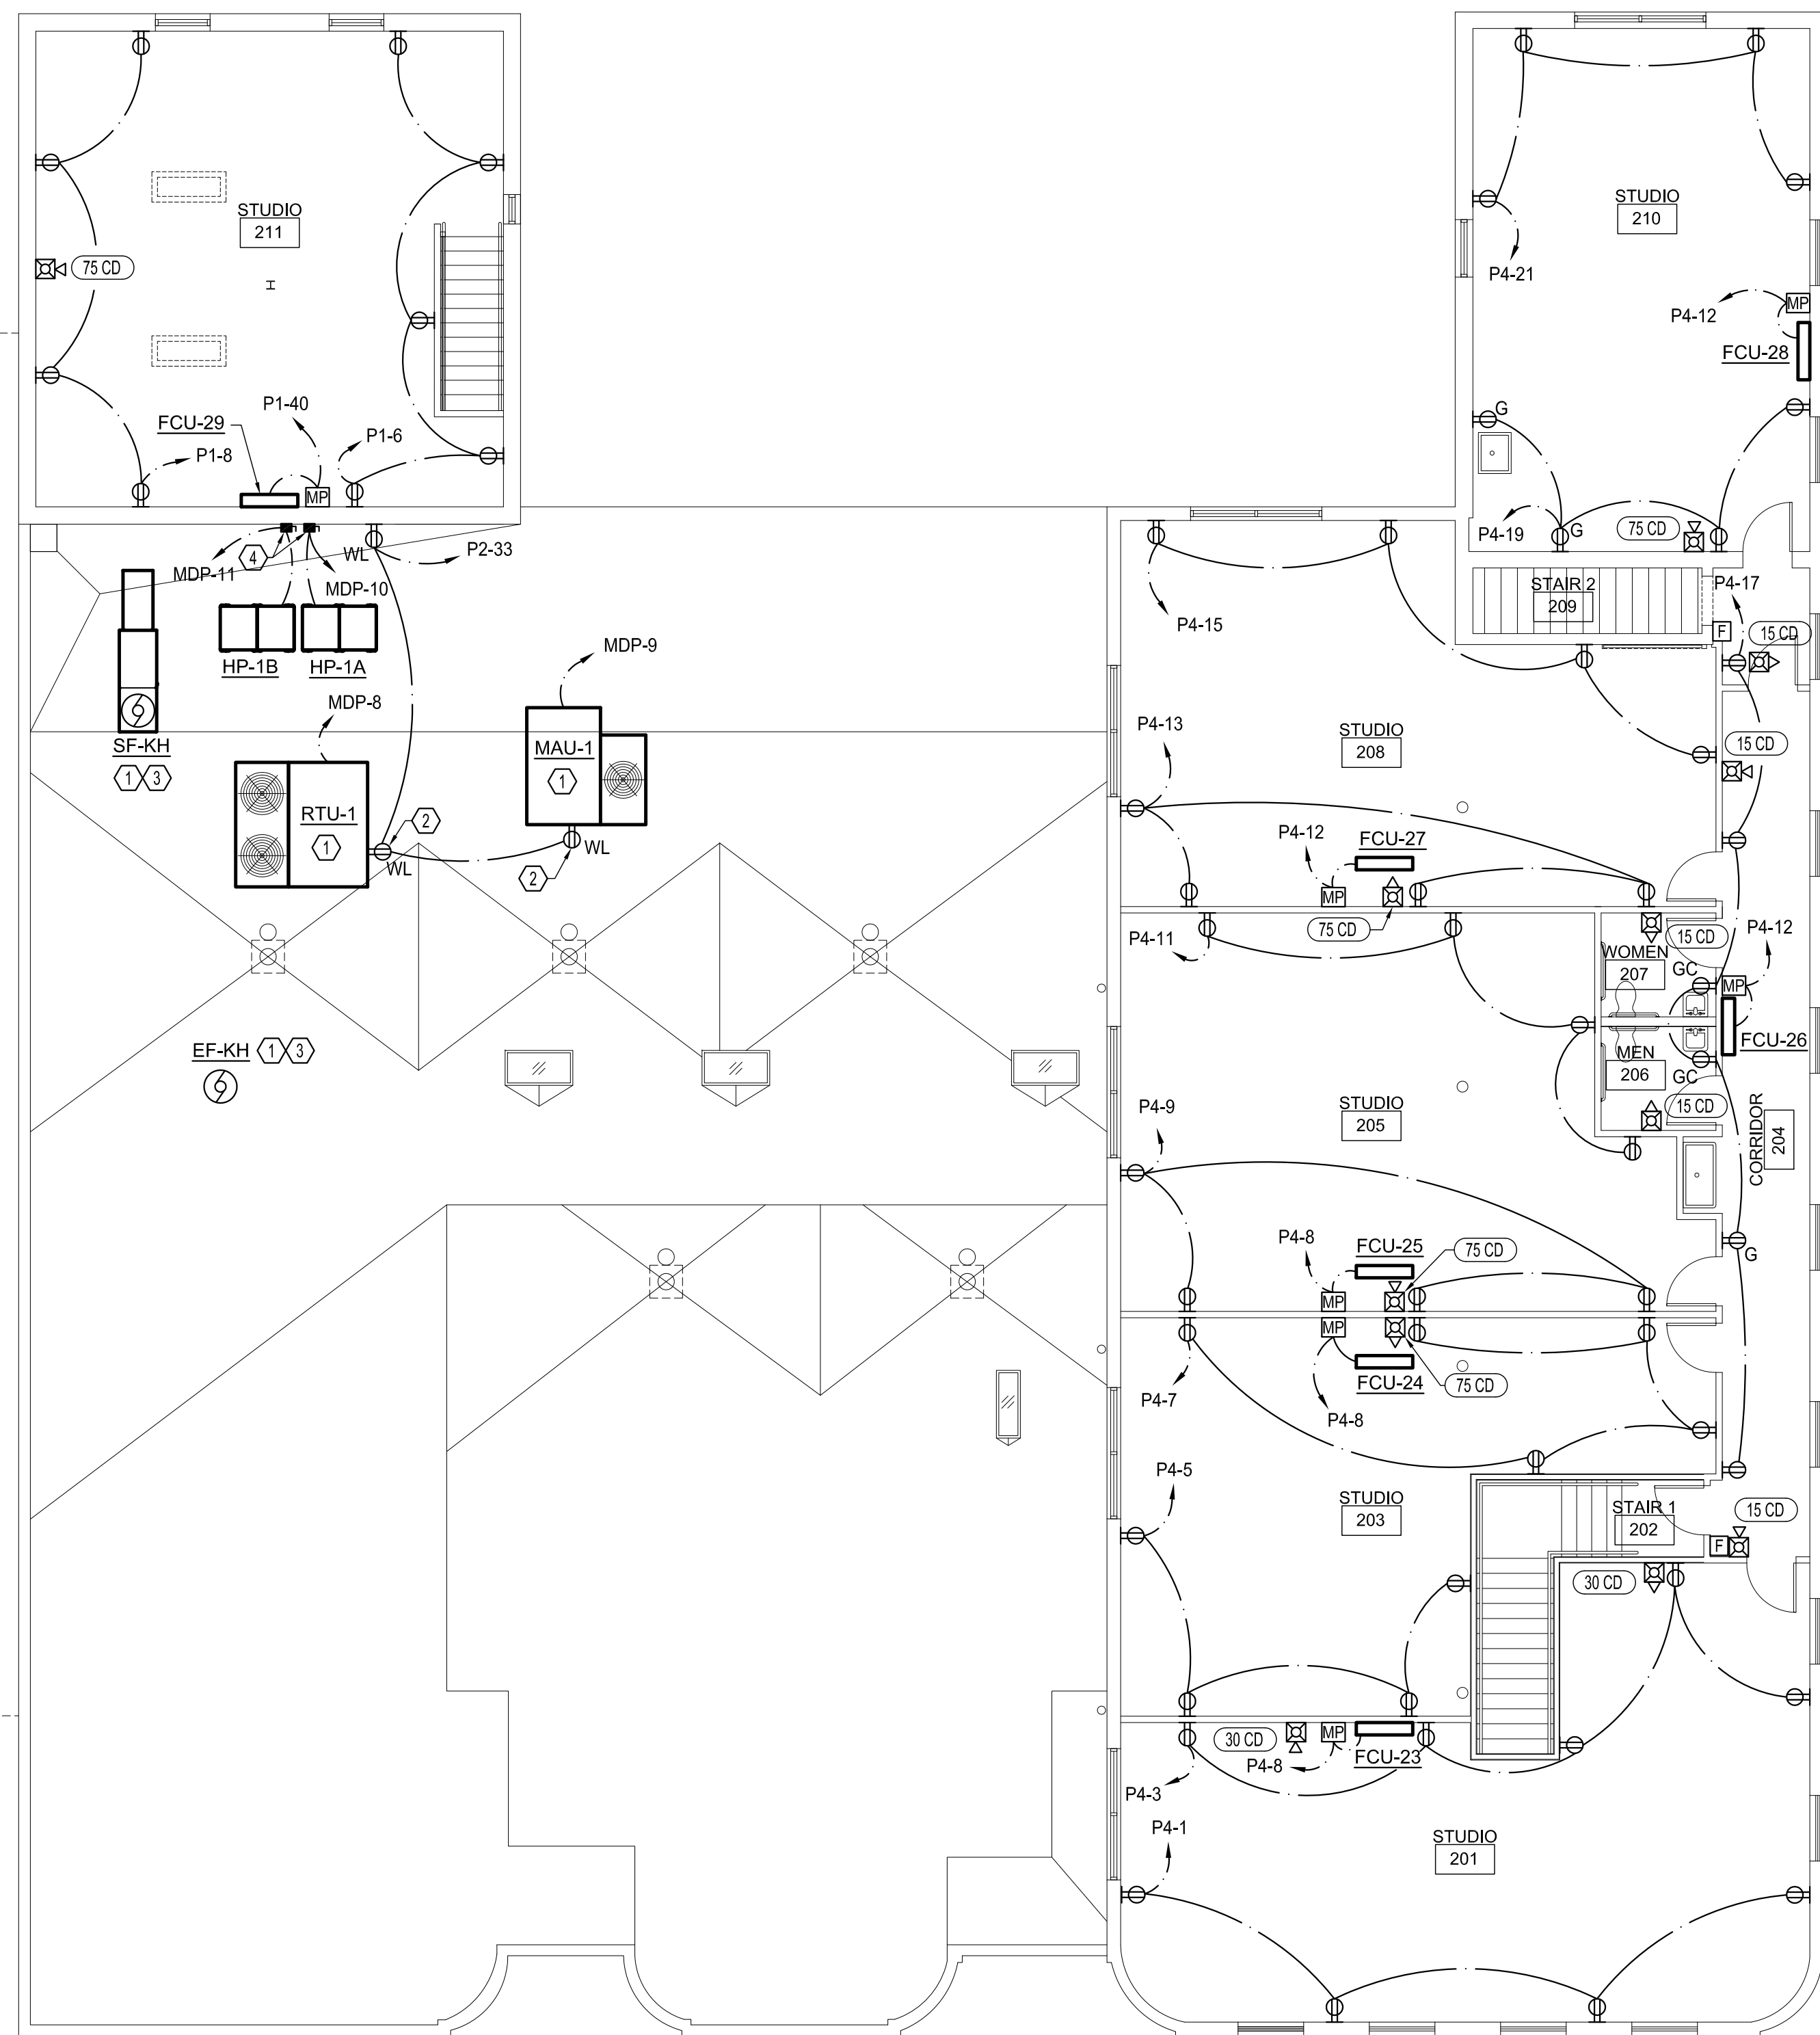 STUDIO
211
75 CD
P1-40
FCU-29
P1-6
P1-8
MP
STUDIO
210
P4-21
P4-12
MP
FCU-28
G
G
P4-19
75 CD
WL
P2-33
4
MDP-11
MDP-10
HP-1B
HP-1A
SF-KH
1
3
MDP-9
MDP-8
MAU-1
1
RTU-1
1
2
WL
WL
2
EF-KH
1
3
STAIR 2
209
P4-17
F
15 CD
P4-15
P4-13
STUDIO
208
15 CD
P4-12
FCU-27
MP
75 CD
P4-11
15 CD
P4-12
WOMEN
207
GC
MP
MEN
206
GC
FCU-26
15 CD
CORRIDOR
204
P4-9
STUDIO
205
P4-8
FCU-25
75 CD
G
MP
MP
FCU-24
75 CD
P4-7
P4-8
P4-5
STUDIO
203
STAIR 1
202
15 CD
F
30 CD
30 CD
MP
FCU-23
P4-8
P4-3
P4-1
STUDIO
201